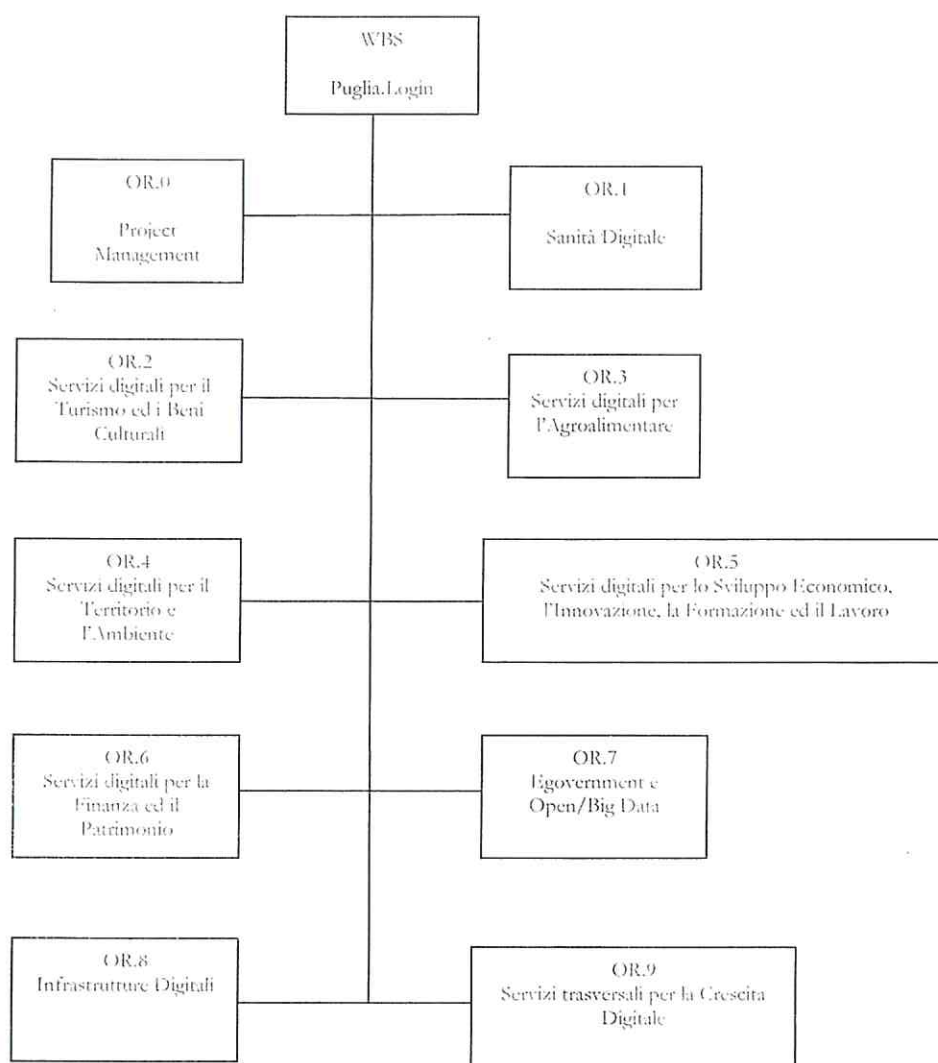 WBS
Puglia.Login
OR.0
Project
Management
OR.1
Sanità Digitale
OR.2
Servizi digitali per il
Turismo ed i Beni
Culturali
OR.3
Servizi digitali per
l'Agroalimentare
OR.4
Servizi digitali per il
Territorio e
l'Ambiente
OR.5
Servizi digitali per lo Sviluppo Economico,
l'Innovazione, la Formazione ed il Lavoro
OR.6
Servizi digitali per la
Finanza ed il
Patrimonio
OR.7
Egovernment e
Open/Big Data
OR.8
Infrastrutture Digitali
OR.9
Servizi trasversali per la Crescita
Digitale